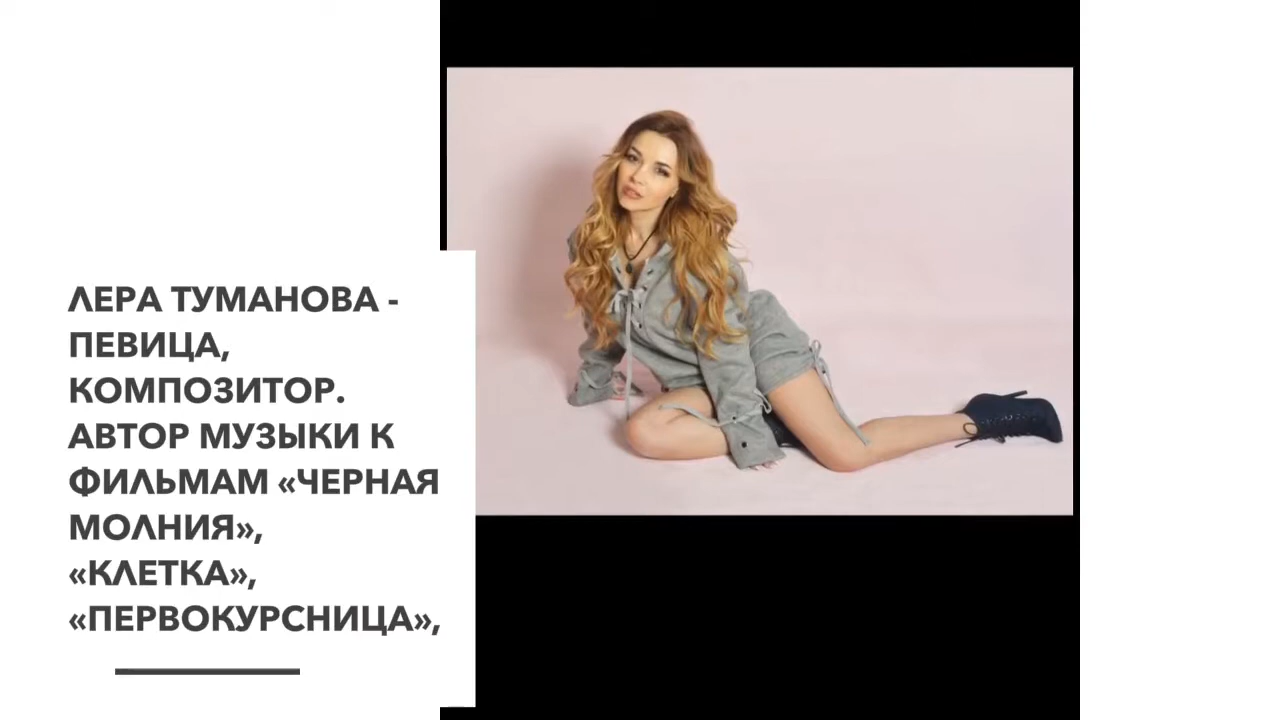 ЛЕРА ТУМАНОВА -
ПЕВИЦА,
КОМПОЗИТОР.
АВТОР МУЗЫКИ К
ФИЛЬМАМ «ЧЕРНАЯ
МОЛНИЯ»,
«КЛЕТКА»,
«ПЕРВОКУРСНИЦА»,